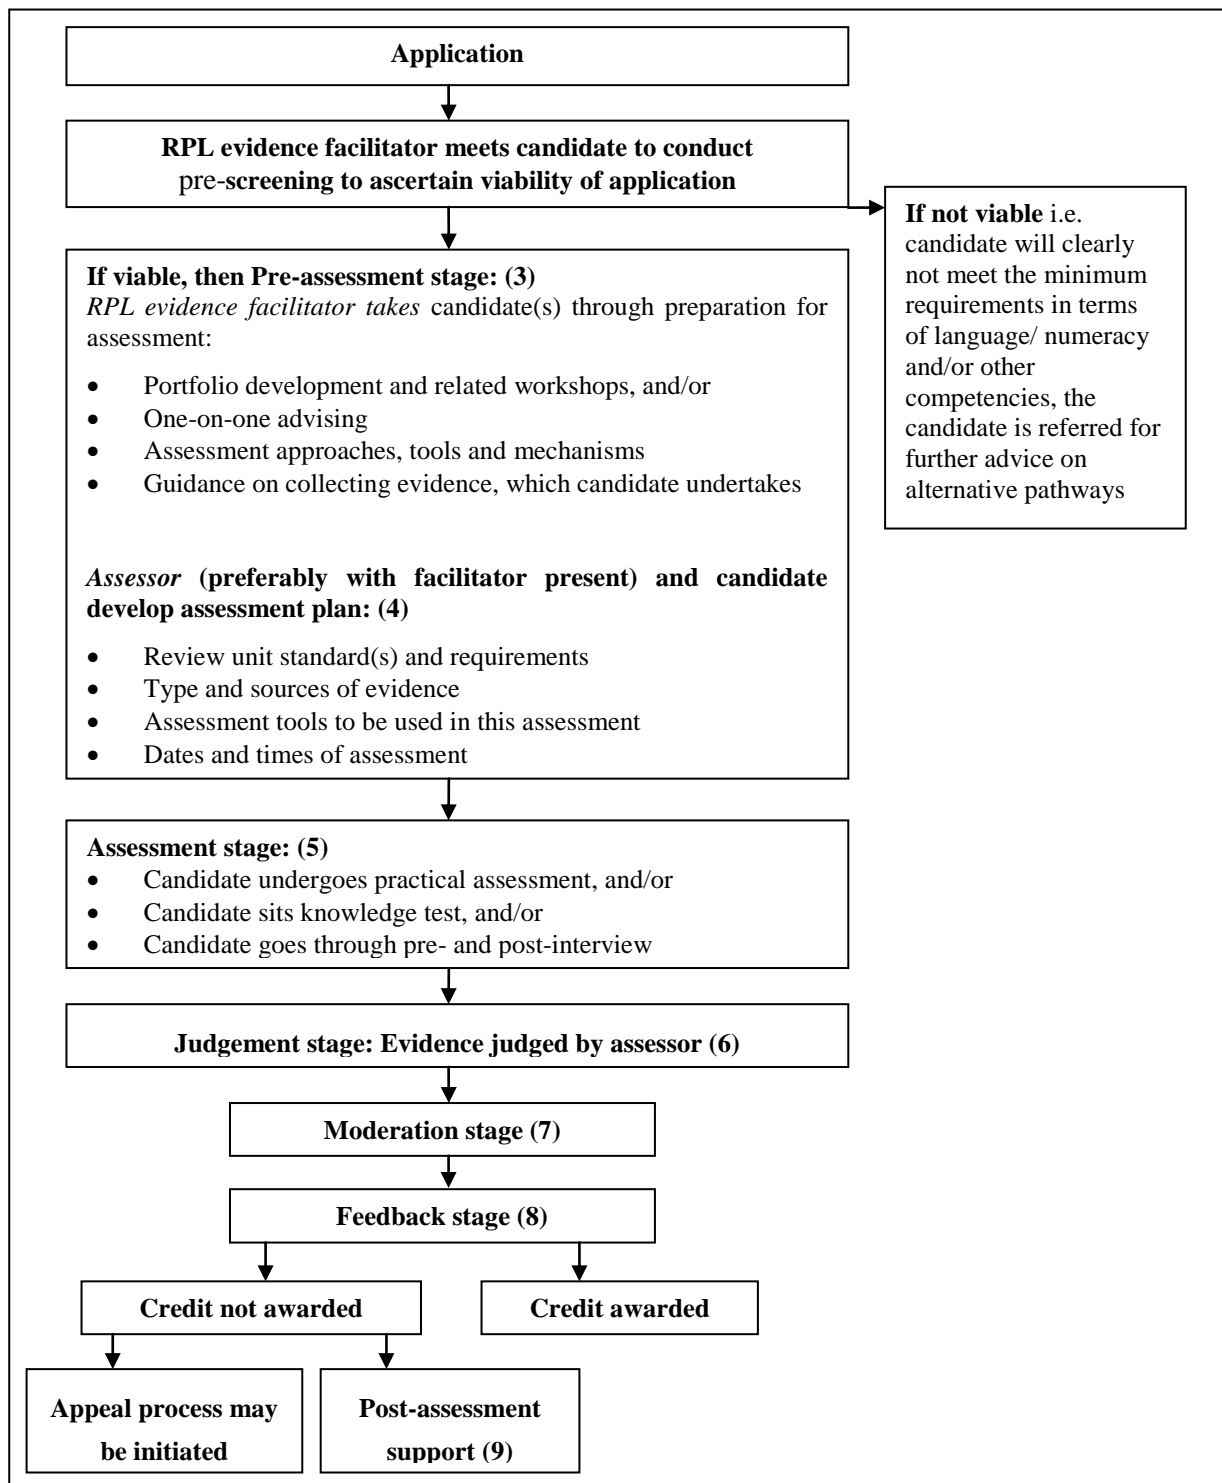 Application
RPL evidence facilitator meets candidate to conduct
pre-screening to ascertain viability of application
If not viable i.e.
candidate will clearly
not meet the minimum
requirements in terms
of language/ numeracy
and/or other
competencies, the
candidate is referred for
further advice on
alternative pathways
If viable, then Pre-assessment stage: (3)
RPL evidence facilitator takes candidate(s) through preparation for
assessment:
• Portfolio development and related workshops, and/or
• One-on-one advising
• Assessment approaches, tools and mechanisms
• Guidance on collecting evidence, which candidate undertakes
Assessor (preferably with facilitator present) and candidate
develop assessment plan: (4)
• Review unit standard(s) and requirements
• Type and sources of evidence
• Assessment tools to be used in this assessment
• Dates and times of assessment
Assessment stage: (5)
• Candidate undergoes practical assessment, and/or
• Candidate sits knowledge test, and/or
• Candidate goes through pre- and post-interview
Judgement stage: Evidence judged by assessor (6)
Moderation stage (7)
Feedback stage (8)
Credit not awarded
Credit awarded
Appeal process may
be initiated
Post-assessment
support (9)